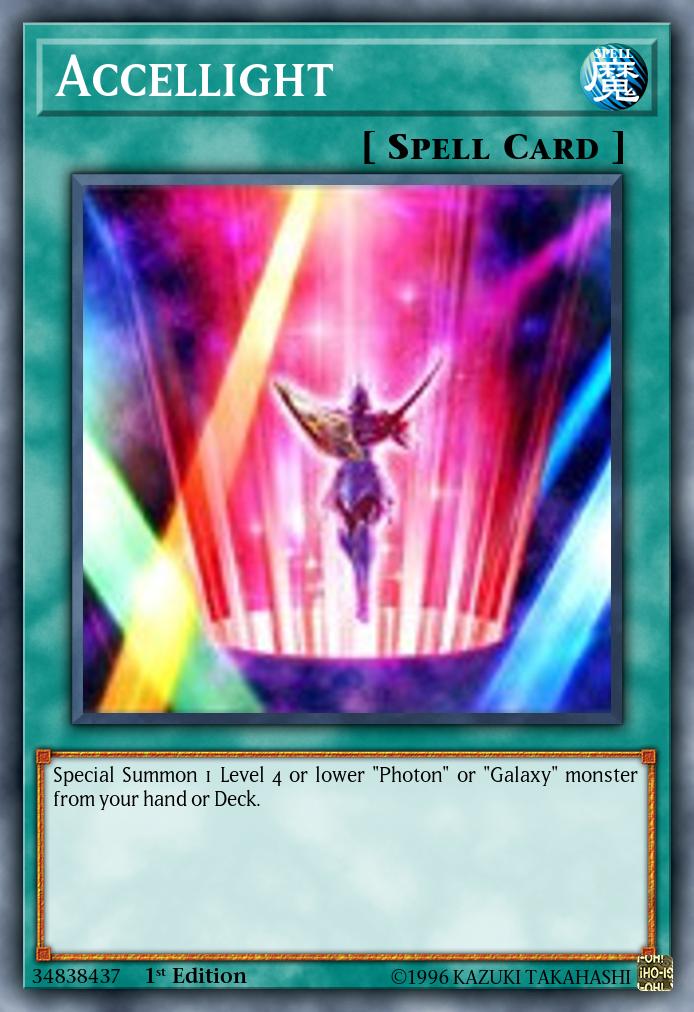 Accellight
SPELL
魔
[ Spell Card ]
Special Summon 1 Level 4 or lower "Photon" or "Galaxy" monster
from your hand or Deck.
34838437 1st Edition ©1996 KAZUKI TAKAHASHI